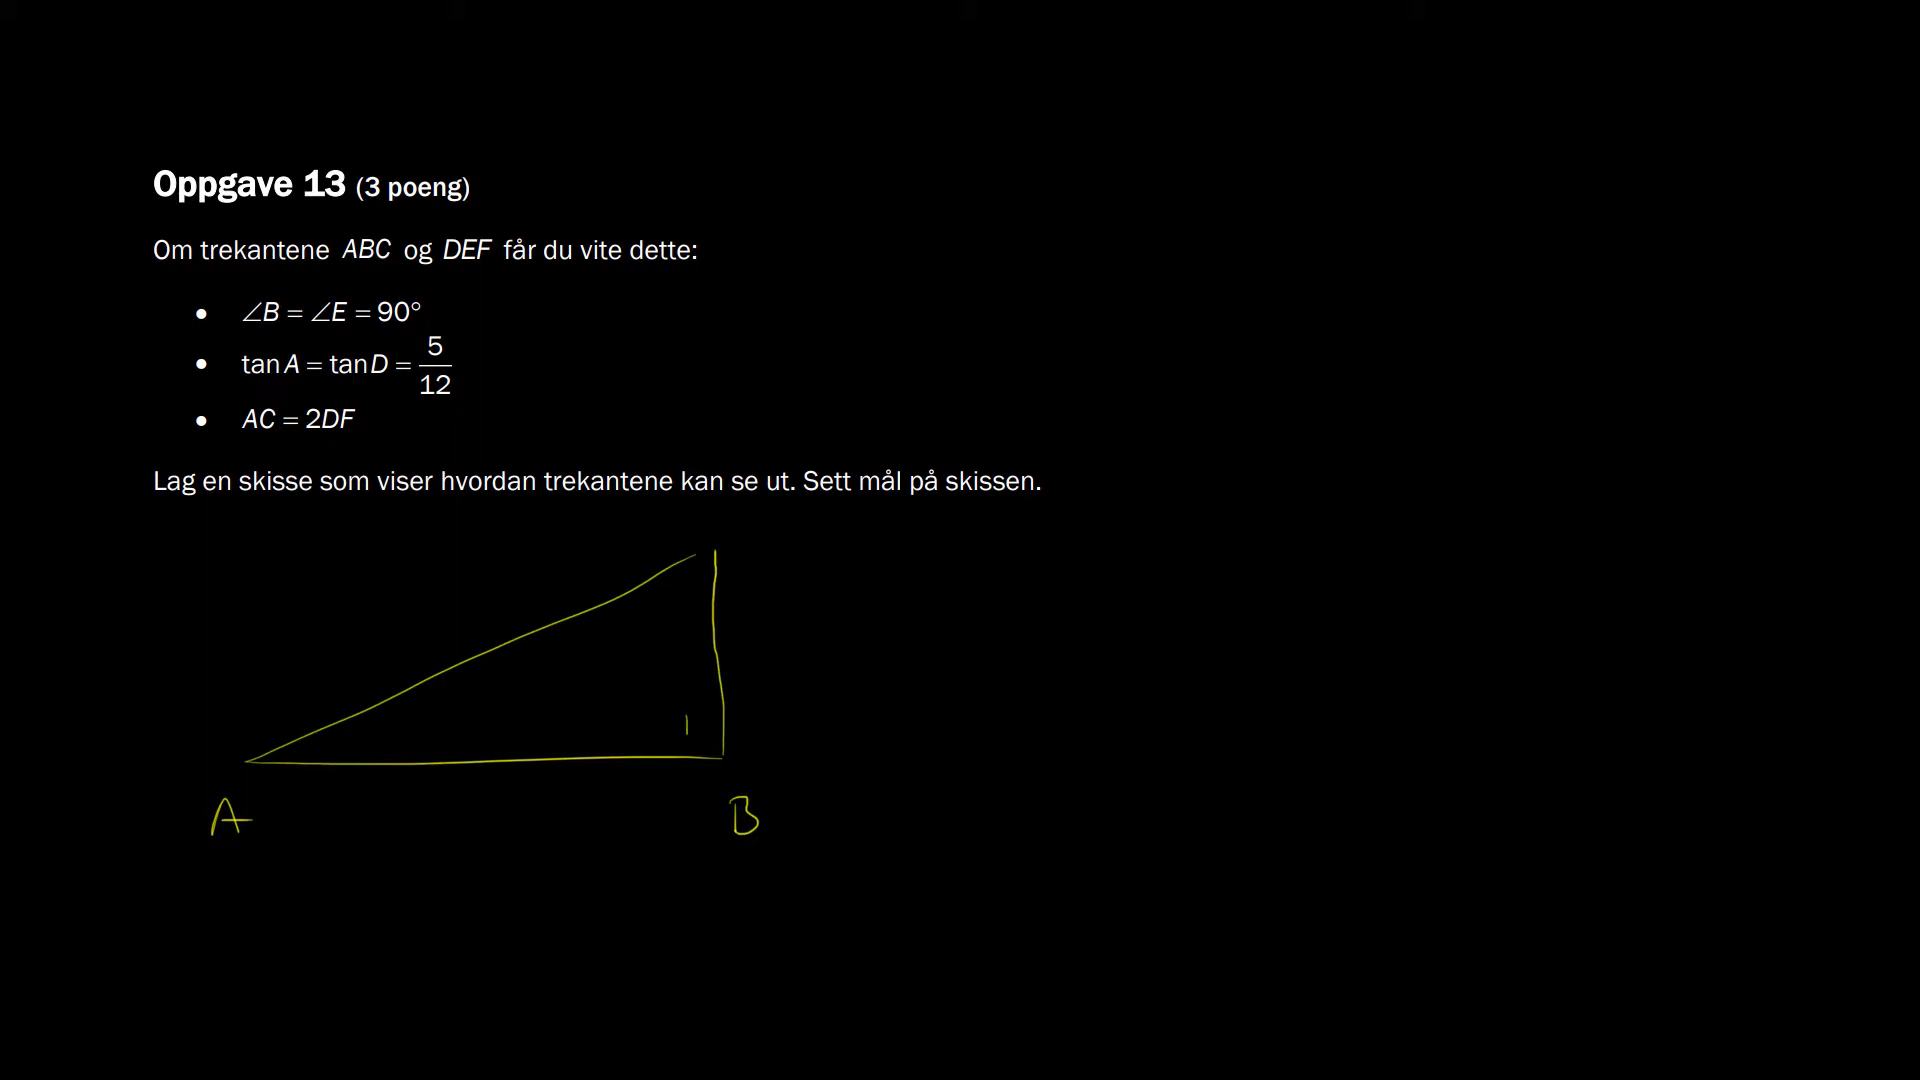 Oppgave 13 (3 poeng)
Om trekantene ABC og DEF får du vite dette:
• ∠B = ∠E = 90°
• tan A = tan D = 5/12
• AC = 2DF
Lag en skisse som viser hvordan trekantene kan se ut. Sett mål på skissen.
A B